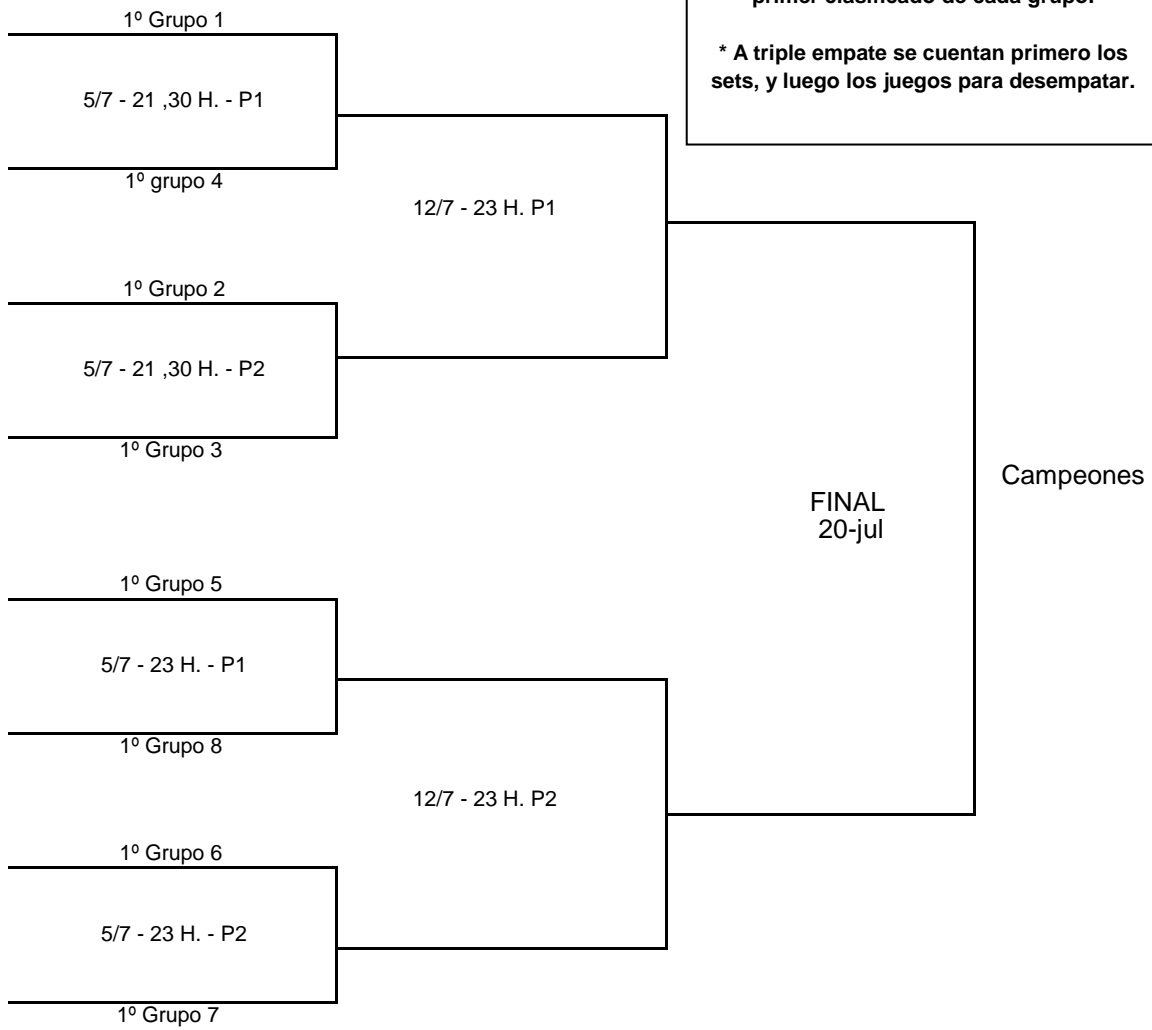 primer clasificado de cada grupo.
* A triple empate se cuentan primero los
sets, y luego los juegos para desempatar.
1º Grupo 1
5/7 - 21 ,30 H. - P1
1º grupo 4
12/7 - 23 H. P1
1º Grupo 2
5/7 - 21 ,30 H. - P2
1º Grupo 3
Campeones
FINAL
20-jul
1º Grupo 5
5/7 - 23 H. - P1
1º Grupo 8
12/7 - 23 H. P2
1º Grupo 6
5/7 - 23 H. - P2
1º Grupo 7